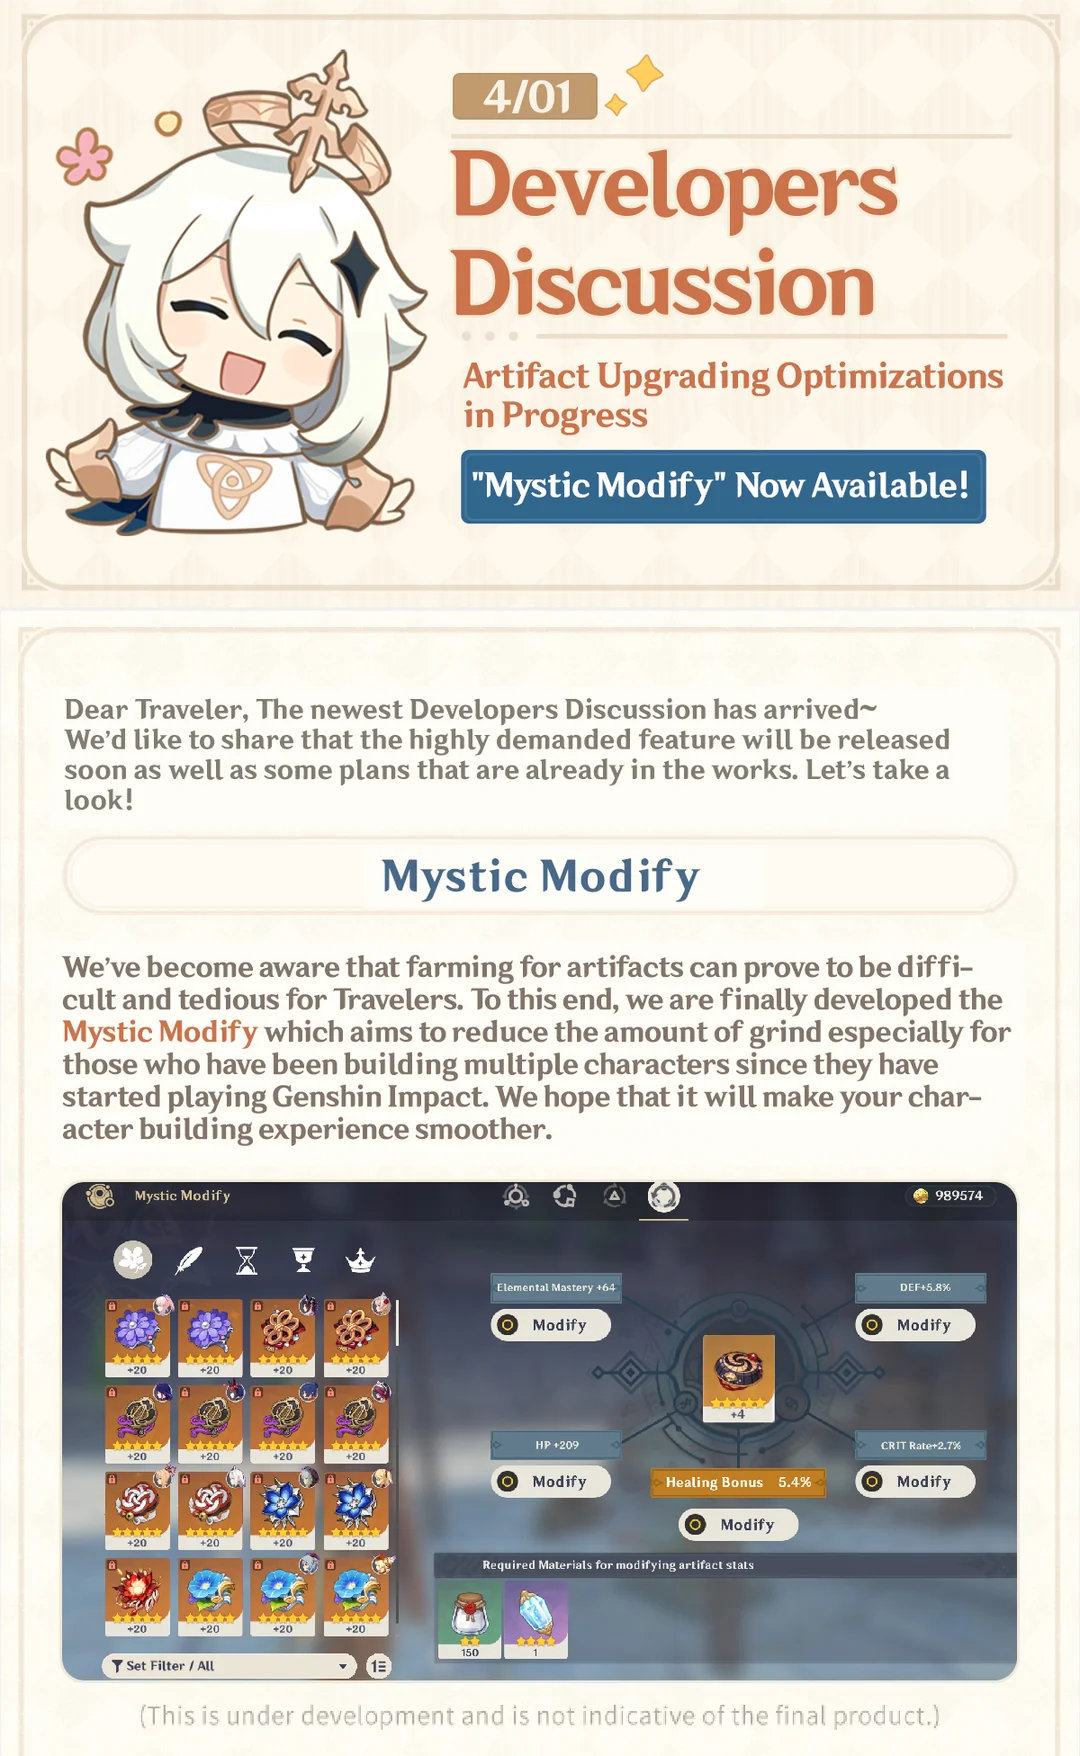 4/01
Developers
Discussion
Artifact Upgrading Optimizations
in Progress
"Mystic Modify" Now Available!
Dear Traveler, The newest Developers Discussion has arrived~
We'd like to share that the highly demanded feature will be released
soon as well as some plans that are already in the works. Let's take a
look!
Mystic Modify
We've become aware that farming for artifacts can prove to be diffi-
cult and tedious for Travelers. To this end, we are finally developed the
Mystic Modify which aims to reduce the amount of grind especially for
those who have been building multiple characters since they have
started playing Genshin Impact. We hope that it will make your char-
acter building experience smoother.
Mystic Modify
989574
Elemental Mastery +64
DEF+5.8%
Modify
Modify
+20 +20 +20 +20
+4
HP +209
CRIT Rate+2.7%
+20 +20 +20 +20
Modify
Healing Bonus 5.4%
Modify
Modify
+20 +20 +20 +20
Required Materials for modifying artifact stats
+20 +20 +20 +20
150 1
Set Filter / All
(This is under development and is not indicative of the final product.)